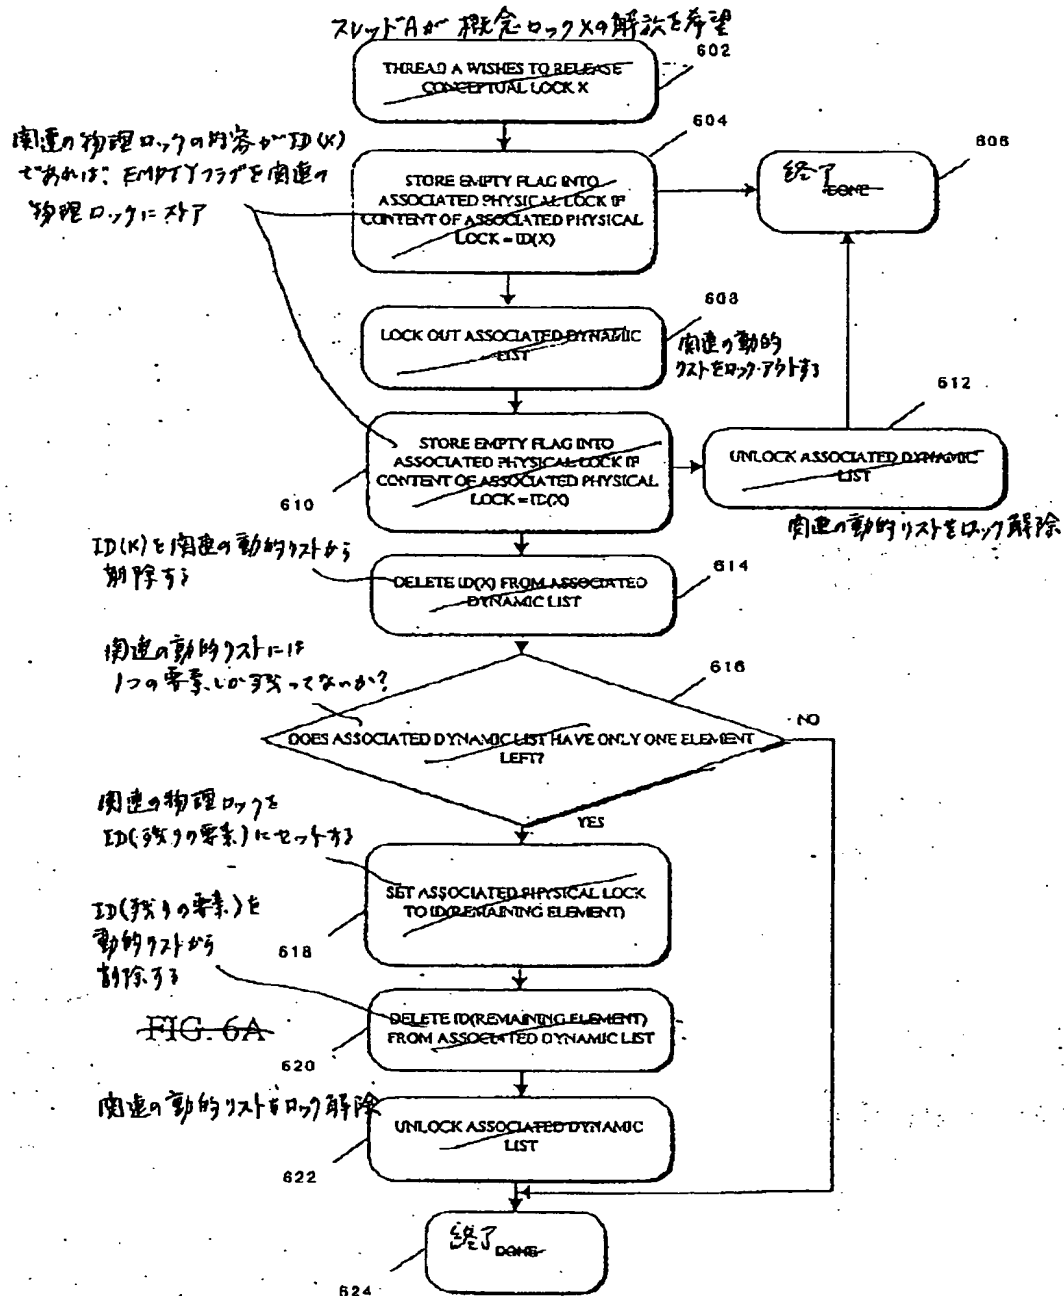 スレッドAが概念ロックXの解放を希望
602
THREAD A WISHES TO RELEASE
CONCEPTUAL LOCK X
関連の物理ロックの内容がID(X)
であれば、EMPTYフラグを関連の
物理ロックにストア
604
STORE EMPTY FLAG INTO
ASSOCIATED PHYSICAL LOCK IF
CONTENT OF ASSOCIATED PHYSICAL
LOCK = ID(X)
606
終了
DONE
608
LOCK OUT ASSOCIATED DYNAMIC
LIST
関連の動的
リストをロック・アウトする
610
STORE EMPTY FLAG INTO
ASSOCIATED PHYSICAL LOCK IF
CONTENT OF ASSOCIATED PHYSICAL
LOCK = ID(X)
612
UNLOCK ASSOCIATED DYNAMIC
LIST
関連の動的リストをロック解除
ID(X)を関連の動的リストから
削除する
614
DELETE ID(X) FROM ASSOCIATED
DYNAMIC LIST
関連の動的リストには
1つの要素しか残ってないか?
616
DOES ASSOCIATED DYNAMIC LIST HAVE ONLY ONE ELEMENT
LEFT?
NO
YES
関連の物理ロックを
ID(残りの要素)にセットする
618
SET ASSOCIATED PHYSICAL LOCK
TO ID(REMAINING ELEMENT)
ID(残りの要素)を
動的リストから
削除する
FIG. 6A
620
DELETE ID(REMAINING ELEMENT)
FROM ASSOCIATED DYNAMIC LIST
関連の動的リストをロック解除
622
UNLOCK ASSOCIATED DYNAMIC
LIST
終了
DONE
624